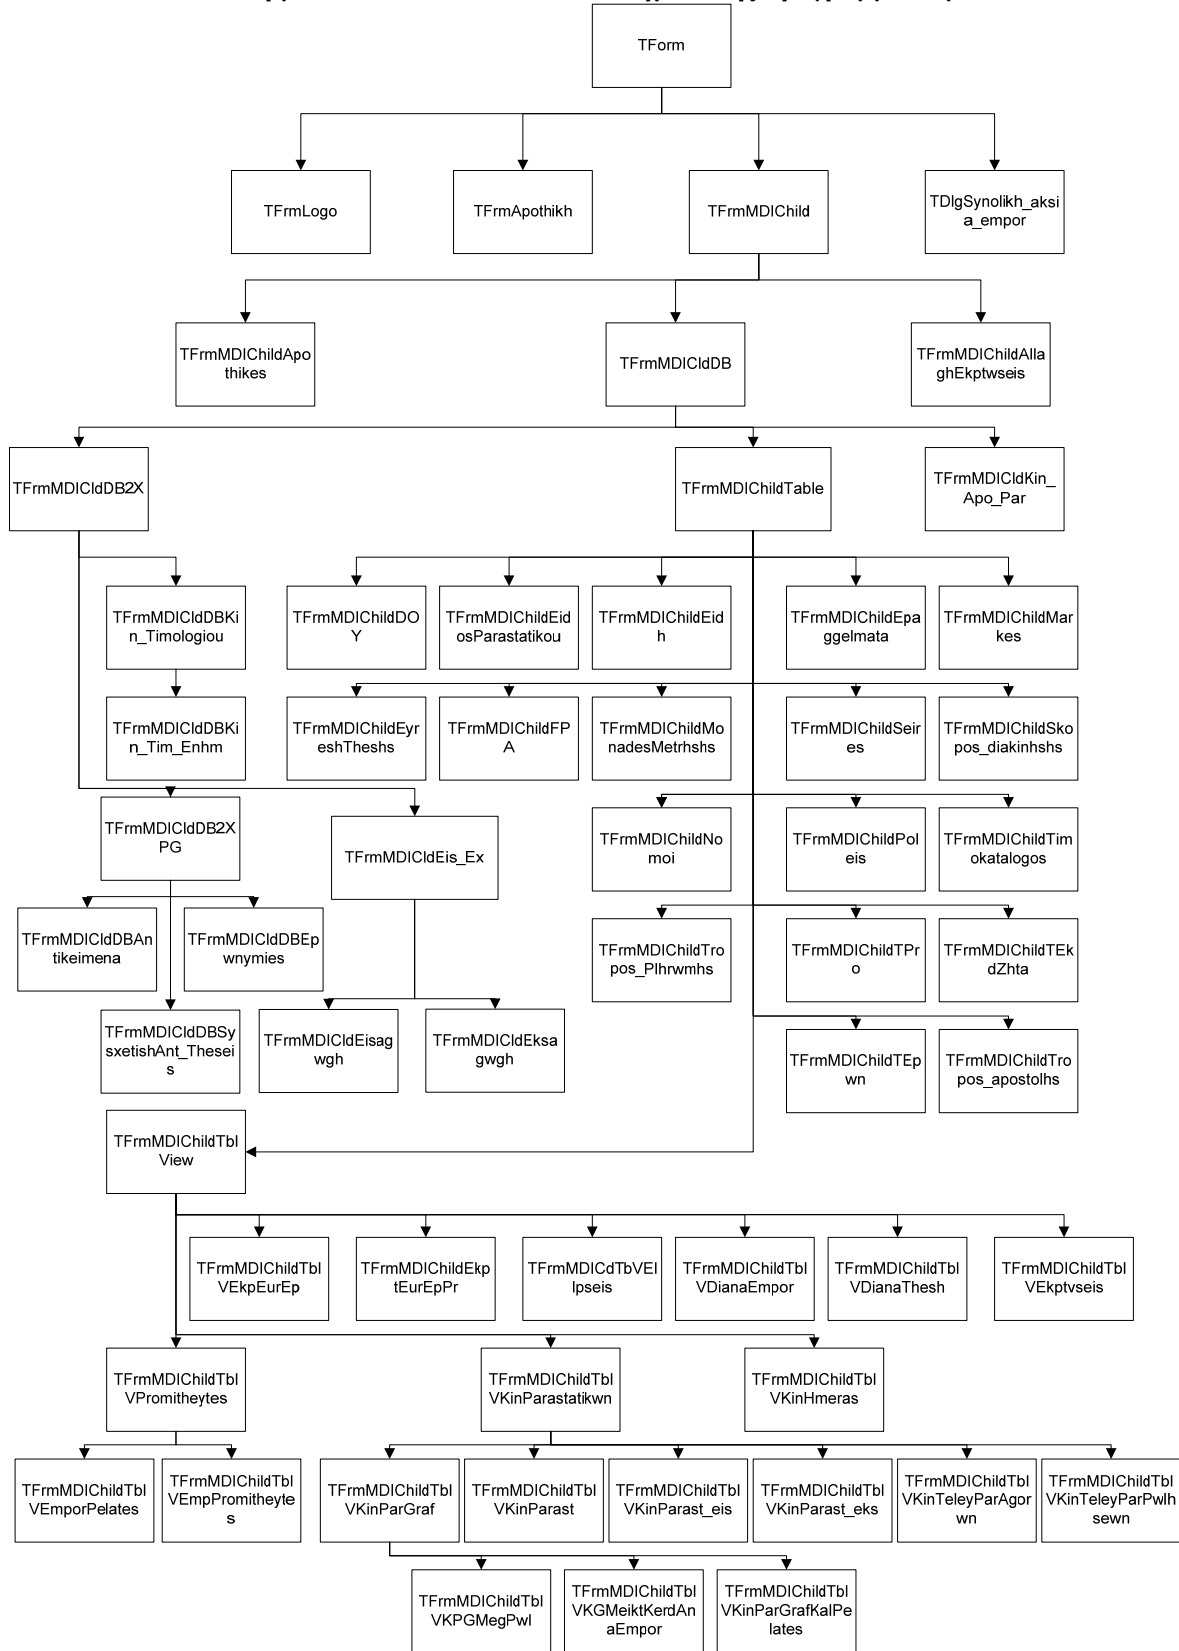 TForm
TFrmLogo
TFrmApothikh
TFrmMDIChild
TDlgSynolikh_aksi
a_empor
TFrmMDIChildApo
thikes
TFrmMDICldDB
TFrmMDIChildAlla
ghEkptwseis
TFrmMDICldDB2X
TFrmMDIChildTable
TFrmMDICldKin_
Apo_Par
TFrmMDICldDBKi
n_Timologiou
TFrmMDIChildDO
Y
TFrmMDIChildEid
osParastatikou
TFrmMDIChildEid
h
TFrmMDIChildEpa
ggelmata
TFrmMDIChildMar
kes
TFrmMDICldDBKi
n_Tim_Enhm
TFrmMDIChildEyr
eshTheshs
TFrmMDIChildFP
A
TFrmMDIChildMo
nadesMetrhshs
TFrmMDIChildSeir
es
TFrmMDIChildSko
pos_diakinhshs
TFrmMDICldDB2X
PG
TFrmMDICldEis_Ex
TFrmMDIChildNo
moi
TFrmMDIChildPol
eis
TFrmMDIChildTim
okatalogos
TFrmMDICldDBAn
tikeimena
TFrmMDICldDBEp
wnymies
TFrmMDIChildTro
pos_Plhrwmhs
TFrmMDIChildTPr
o
TFrmMDIChildTEk
dZhta
TFrmMDICldDBSy
sxetishAnt_Thesei
s
TFrmMDICldEisag
wgh
TFrmMDICldEksa
gwgh
TFrmMDIChildTEp
wn
TFrmMDIChildTro
pos_apostolhs
TFrmMDIChildTbl
View
TFrmMDIChildTbl
VEkpEurEp
TFrmMDIChildEkp
tEurEpPr
TFrmMDICdTbVEl
lpseis
TFrmMDIChildTbl
VDianaEmpor
TFrmMDIChildTbl
VDianaThesh
TFrmMDIChildTbl
VEkptvseis
TFrmMDIChildTbl
VPromitheytes
TFrmMDIChildTbl
VKinParastatikwn
TFrmMDIChildTbl
VKinHmeras
TFrmMDIChildTbl
VEmporPelates
TFrmMDIChildTbl
VEmpPromitheyte
s
TFrmMDIChildTbl
VKinParGraf
TFrmMDIChildTbl
VKinParast
TFrmMDIChildTbl
VKinParast_eis
TFrmMDIChildTbl
VKinParast_eks
TFrmMDIChildTbl
VKinTeleyParAgor
wn
TFrmMDIChildTbl
VKinTeleyParPwlh
sewn
TFrmMDIChildTbl
VKPGMegPwl
TFrmMDIChildTbl
VKGMeiktKerdAn
aEmpor
TFrmMDIChildTbl
VKinParGrafKalPe
lates